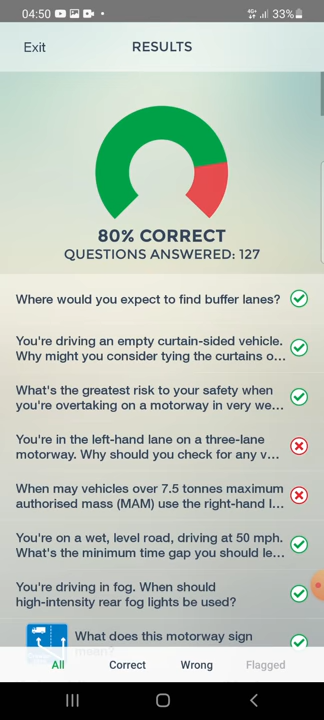 04:50 33%
Exit RESULTS
80% CORRECT
QUESTIONS ANSWERED: 127
Where would you expect to find buffer lanes?
You're driving an empty curtain-sided vehicle.
Why might you consider tying the curtains o...
What's the greatest risk to your safety when
you're overtaking on a motorway in very we...
You're in the left-hand lane on a three-lane
motorway. Why should you check for any v...
When may vehicles over 7.5 tonnes maximum
authorised mass (MAM) use the right-hand l...
You're on a wet, level road, driving at 50 mph.
What's the minimum time gap you should le...
You're driving in fog. When should
high-intensity rear fog lights be used?
What does this motorway sign
mean?
All Correct Wrong Flagged